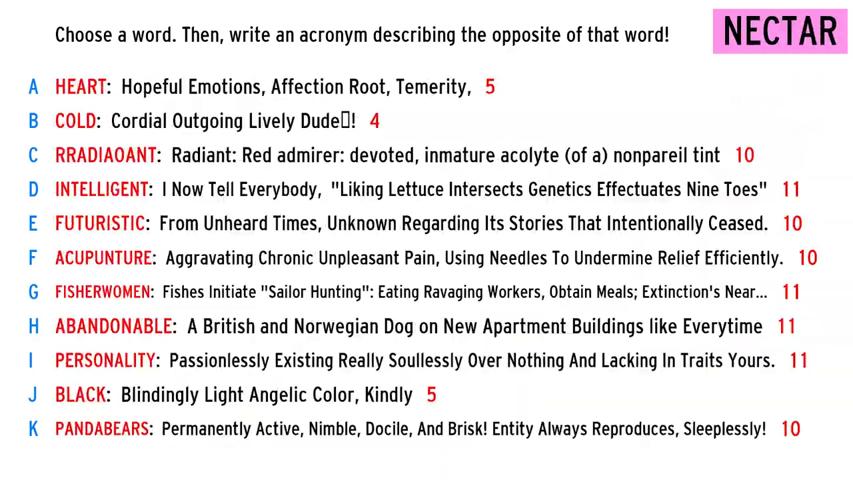 Choose a word. Then, write an acronym describing the opposite of that word!
NECTAR
A HEART: Hopeful Emotions, Affection Root, Temerity, 5
B COLD: Cordial Outgoing Lively Dude▯! 4
C RRADIAOANT: Radiant: Red admirer: devoted, inmature acolyte (of a) nonpareil tint 10
D INTELLIGENT: I Now Tell Everybody, "Liking Lettuce Intersects Genetics Effectuates Nine Toes" 11
E FUTURISTIC: From Unheard Times, Unknown Regarding Its Stories That Intentionally Ceased. 10
F ACUPUNTURE: Aggravating Chronic Unpleasant Pain, Using Needles To Undermine Relief Efficiently. 10
G FISHERWOMEN: Fishes Initiate "Sailor Hunting": Eating Ravaging Workers, Obtain Meals; Extinction's Near... 11
H ABANDONABLE: A British and Norwegian Dog on New Apartment Buildings like Everytime 11
I PERSONALITY: Passionlessly Existing Really Soullessly Over Nothing And Lacking In Traits Yours. 11
J BLACK: Blindingly Light Angelic Color, Kindly 5
K PANDABEARS: Permanently Active, Nimble, Docile, And Brisk! Entity Always Reproduces, Sleeplessly! 10